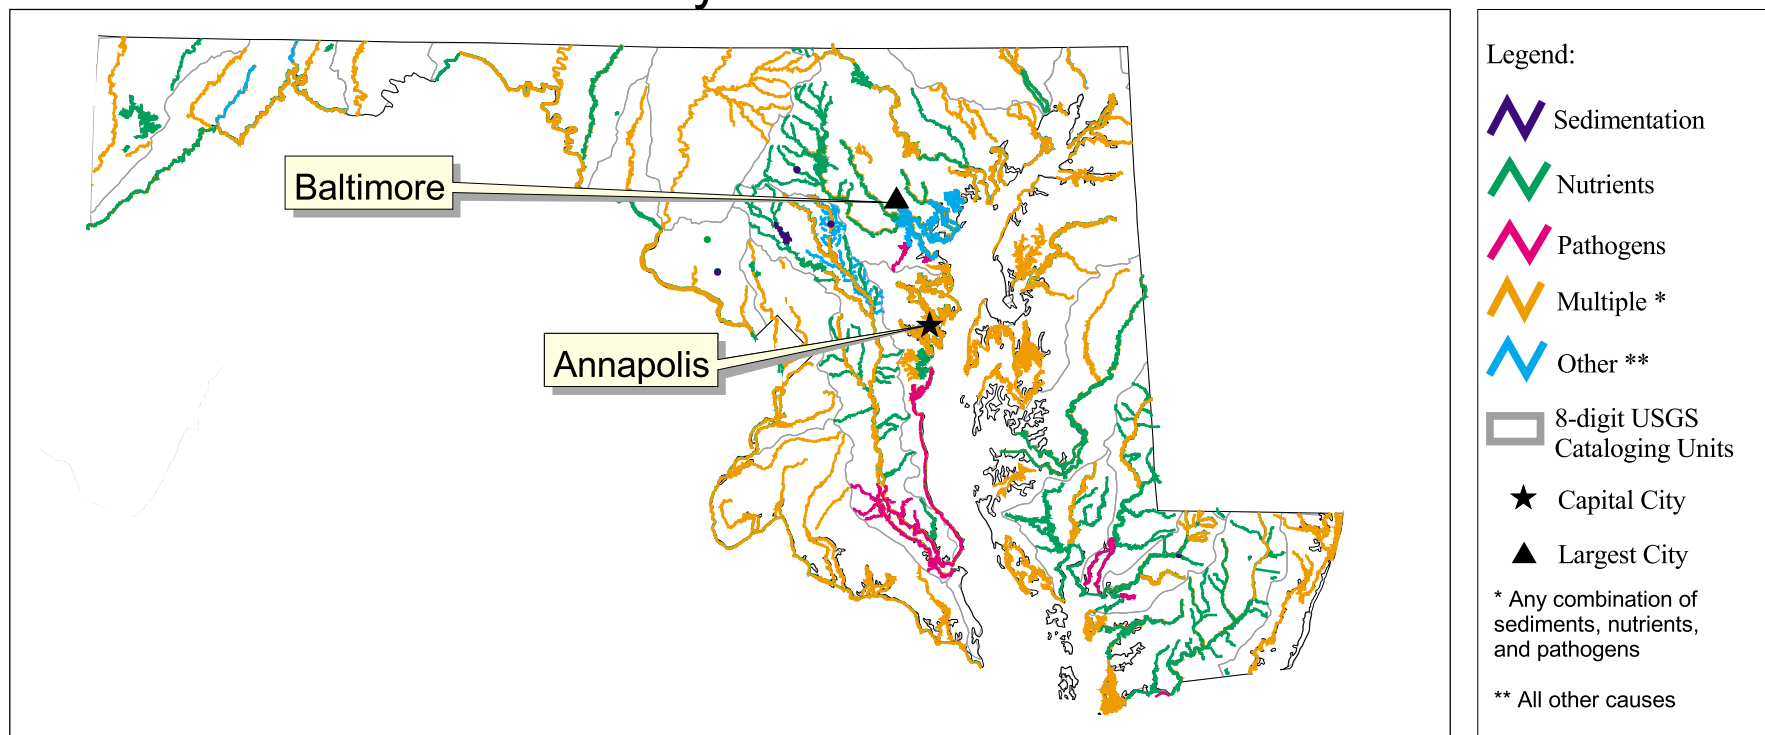 Baltimore
Annapolis
Legend:
Sedimentation
Nutrients
Pathogens
Multiple *
Other **
8-digit USGS
Cataloging Units
Capital City
Largest City
* Any combination of
sediments, nutrients,
and pathogens
** All other causes